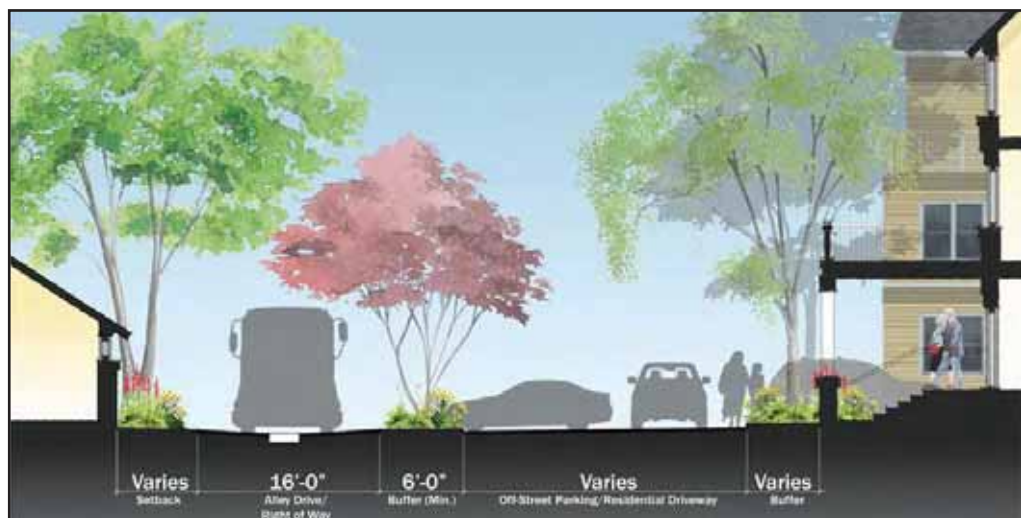 Varies
Setback
16'-0"
Alley Drive/
Right of Way
6'-0"
Buffer (Min.)
Varies
Off-Street Parking/Residential Driveway
Varies
Buffer